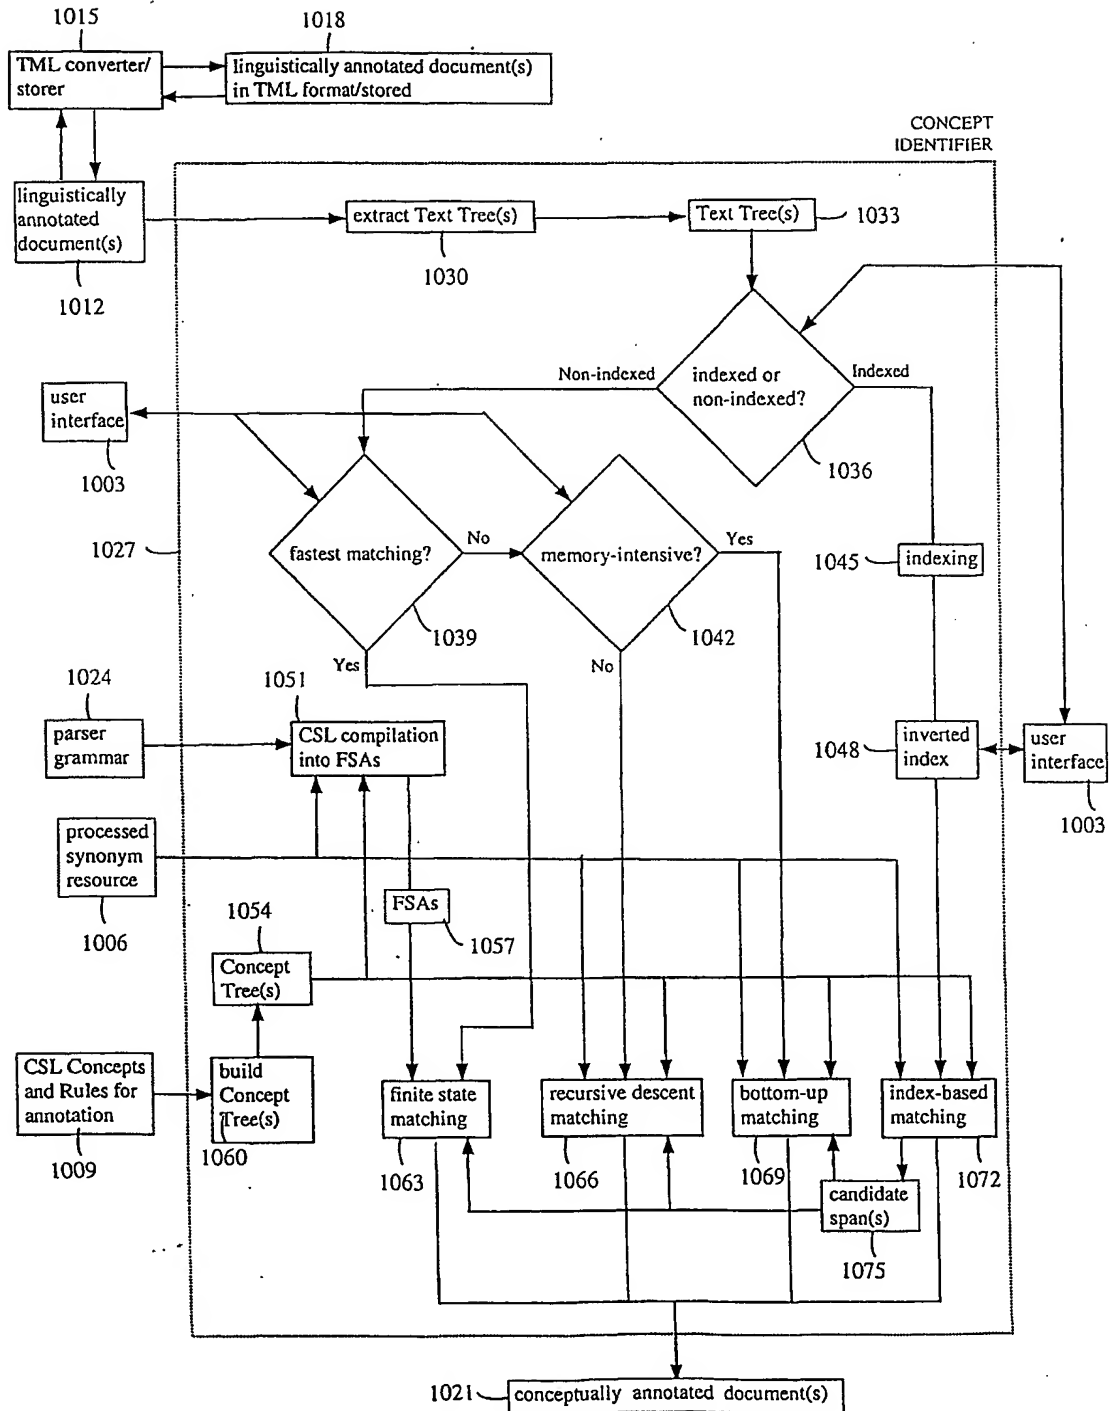 1015
1018
TML converter/
storer
linguistically annotated document(s)
in TML format/stored
CONCEPT
IDENTIFIER
linguistically
annotated
document(s)
1012
extract Text Tree(s)
1030
Text Tree(s)
1033
Non-indexed
indexed or
non-indexed?
Indexed
1036
user
interface
1003
1027
fastest matching?
No
memory-intensive?
Yes
1039
1042
Yes
No
1045
indexing
1024
parser
grammar
1051
CSL compilation
into FSAs
1048
inverted
index
user
interface
1003
processed
synonym
resource
1006
FSAs
1057
1054
Concept
Tree(s)
CSL Concepts
and Rules for
annotation
1009
build
Concept
Tree(s)
1060
finite state
matching
1063
recursive descent
matching
1066
bottom-up
matching
1069
index-based
matching
1072
candidate
span(s)
1075
1021
conceptually annotated document(s)